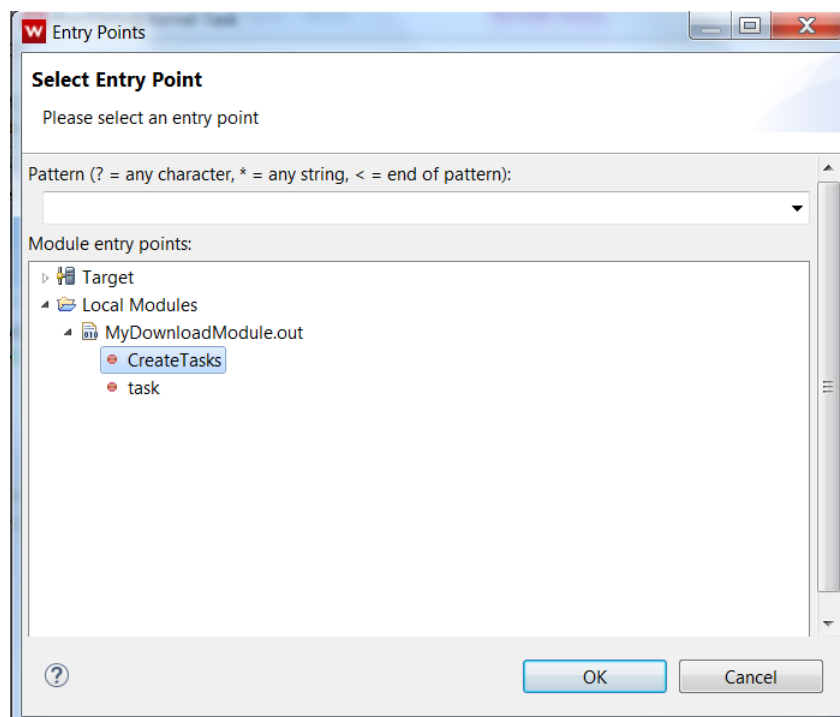 Entry Points
Select Entry Point
Please select an entry point
Pattern (? = any character, * = any string, < = end of pattern):
Module entry points:
Target
Local Modules
MyDownloadModule.out
CreateTasks
task
OK
Cancel